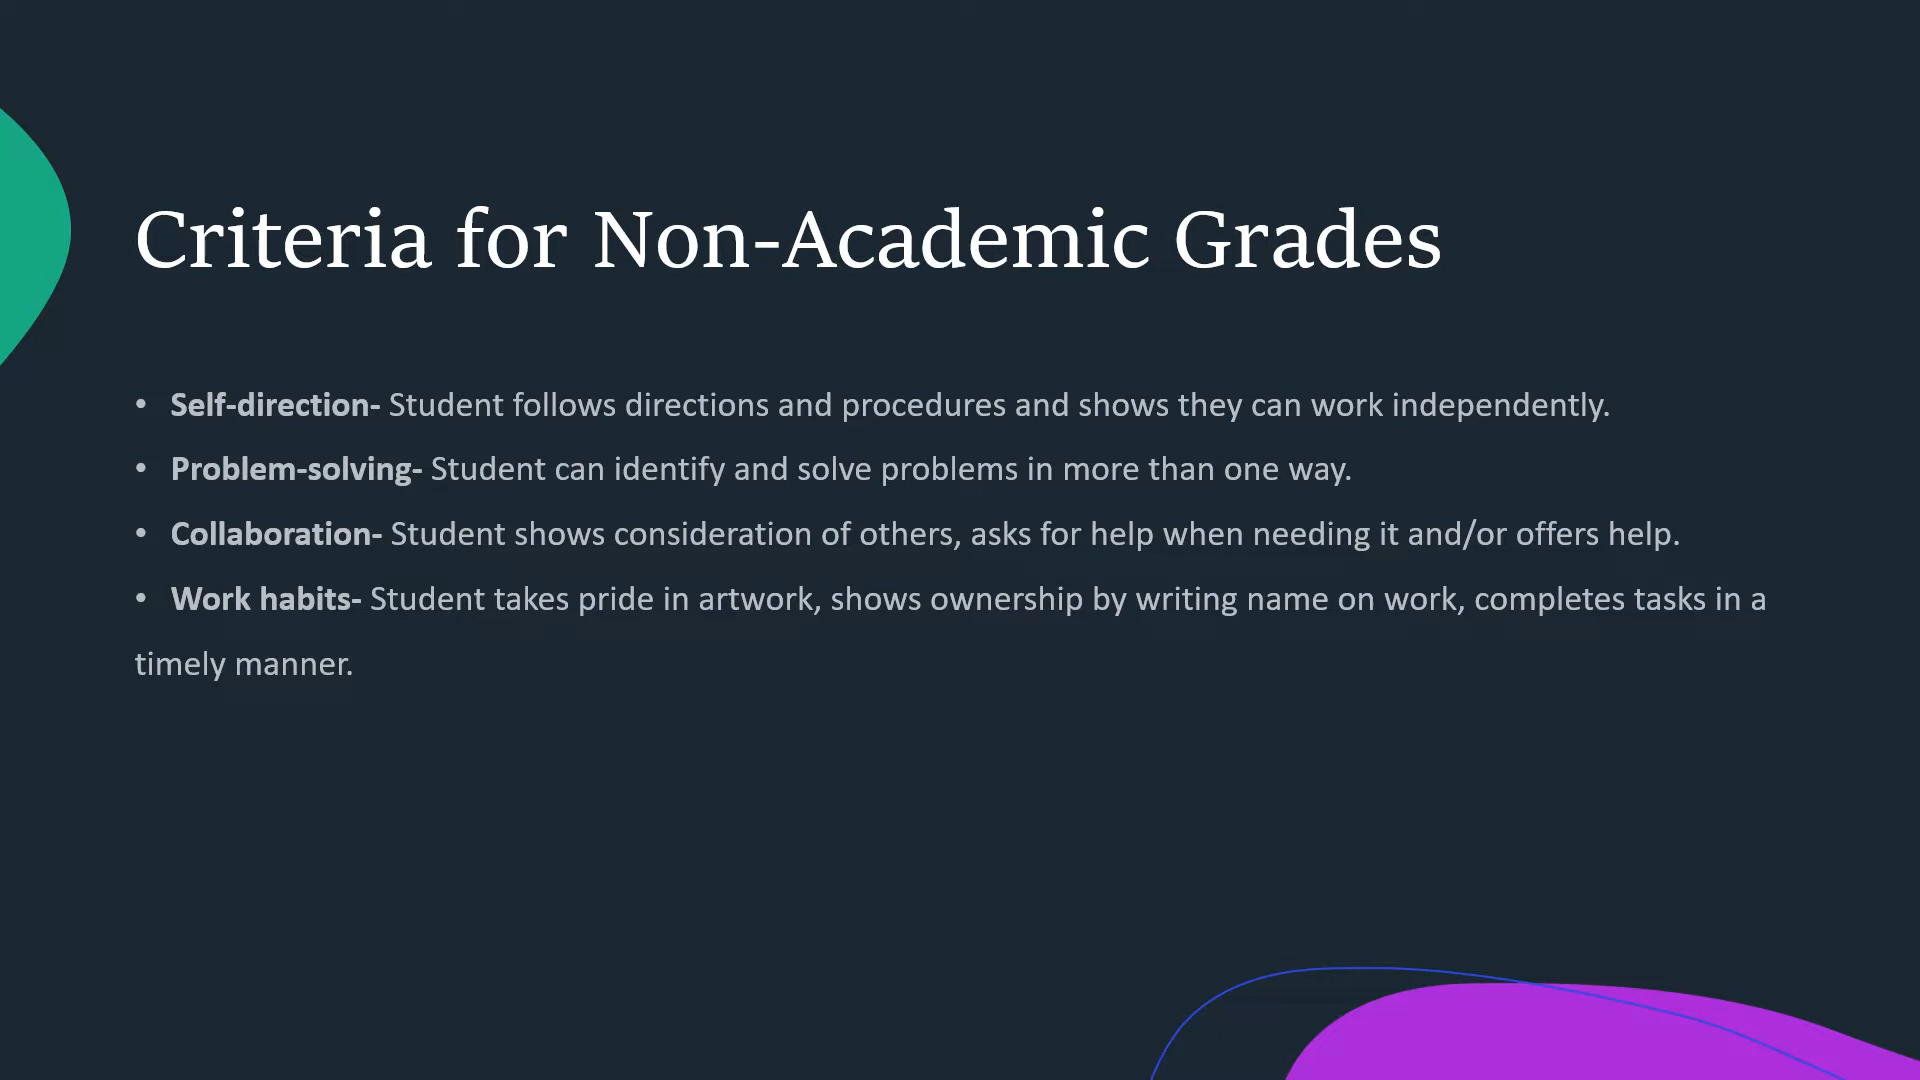 Criteria for Non-Academic Grades
• Self-direction- Student follows directions and procedures and shows they can work independently.
• Problem-solving- Student can identify and solve problems in more than one way.
• Collaboration- Student shows consideration of others, asks for help when needing it and/or offers help.
• Work habits- Student takes pride in artwork, shows ownership by writing name on work, completes tasks in a
timely manner.